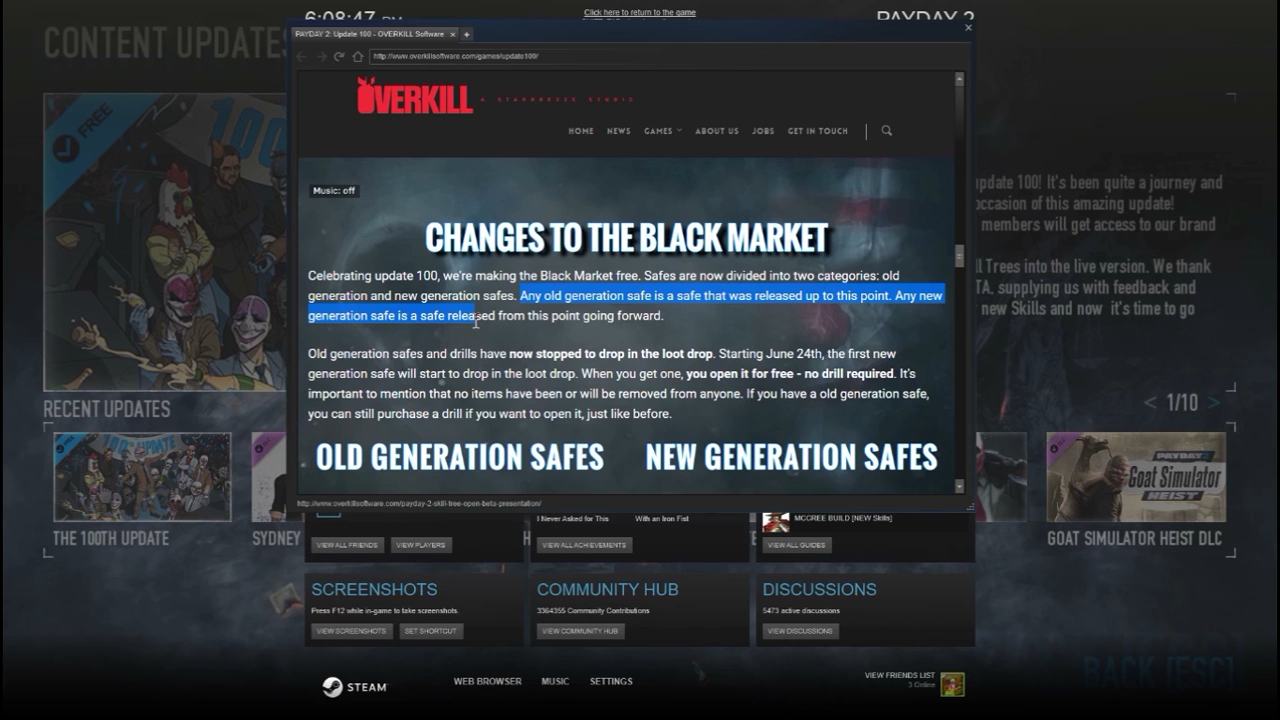 6:08:47 PM
Click here to return to the game
PAYDAY 2
CONTENT UPDATES
PAYDAY 2: Update 100 - OVERKILL Software
http://www.overkillsoftware.com/games/update100/
FREE
100
OVERKILL A STARBREEZE STUDIO
HOME NEWS GAMES ABOUT US JOBS GET IN TOUCH
Music: off
pdate 100! It's been quite a journey and
occasion of this amazing update!
members will get access to our brand
CHANGES TO THE BLACK MARKET
Celebrating update 100, we're making the Black Market free. Safes are now divided into two categories: old
generation and new generation safes. Any old generation safe is a safe that was released up to this point. Any new
generation safe is a safe released from this point going forward.
ll Trees into the live version. We thank
TA, supplying us with feedback and
new Skills and now it's time to go
Old generation safes and drills have now stopped to drop in the loot drop. Starting June 24th, the first new
generation safe will start to drop in the loot drop. When you get one, you open it for free - no drill required. It's
important to mention that no items have been or will be removed from anyone. If you have a old generation safe,
you can still purchase a drill if you want to open it, just like before.
RECENT UPDATES
< 1/10 >
OLD GENERATION SAFES NEW GENERATION SAFES
100th UPDATE
PAYDAY 2
Goat Simulator
HEIST
http://www.overkillsoftware.com/payday-2-skill-tree-open-beta-presentation/
I Never Asked for This With an Iron Fist
MCCREE BUILD [NEW Skills]
THE 100TH UPDATE
SYDNEY
GOAT SIMULATOR HEIST DLC
VIEW ALL FRIENDS VIEW PLAYERS
VIEW ALL ACHIEVEMENTS
VIEW ALL GUIDES
SCREENSHOTS
Press F12 while in-game to take screenshots.
VIEW SCREENSHOTS SET SHORTCUT
COMMUNITY HUB
3364355 Community Contributions
VIEW COMMUNITY HUB
DISCUSSIONS
5473 active discussions
VIEW DISCUSSIONS
BACK [ESC]
STEAM
WEB BROWSER MUSIC SETTINGS
VIEW FRIENDS LIST
3 Online